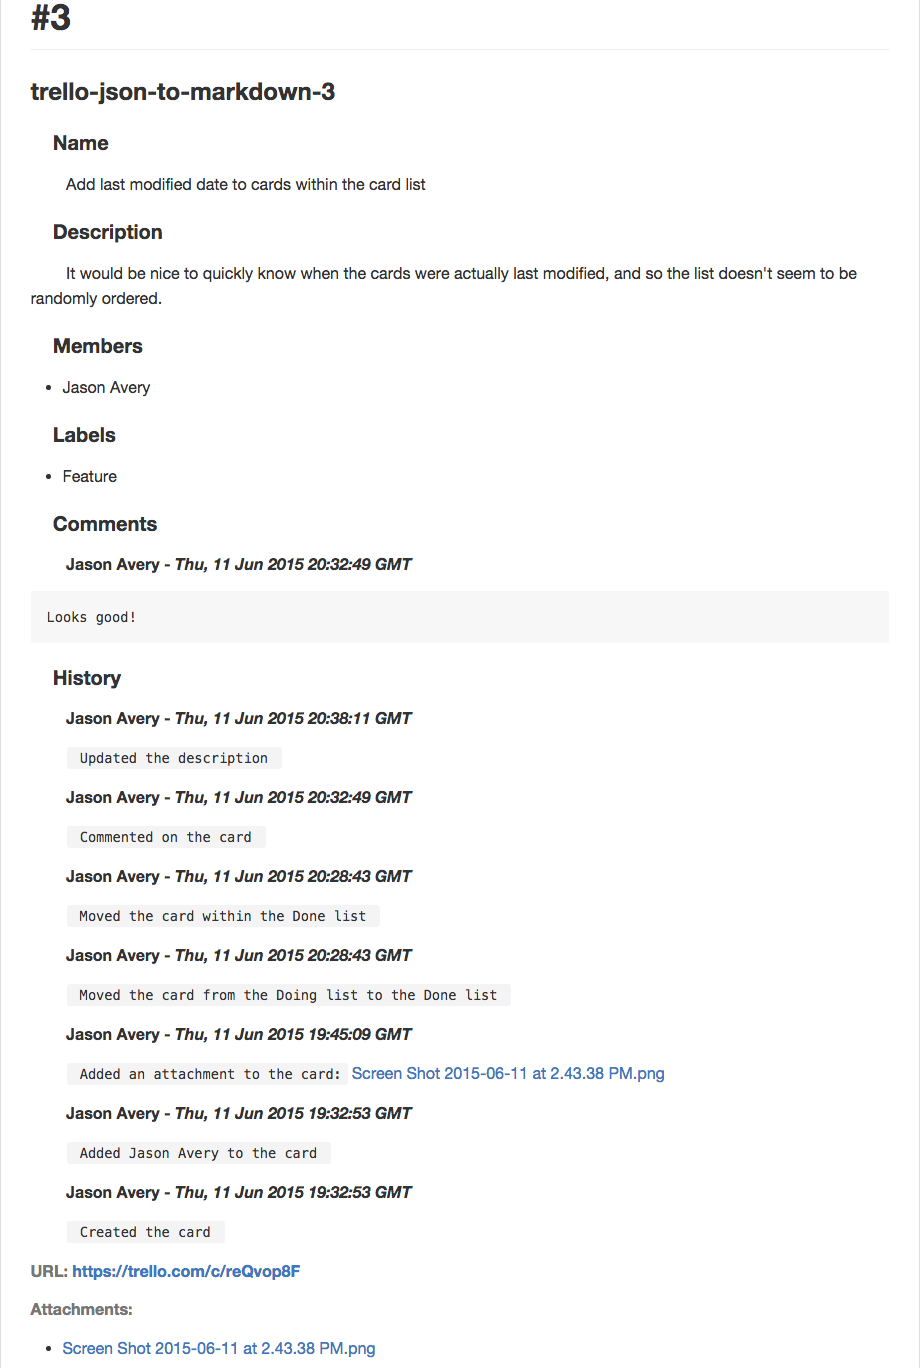 #3
trello-json-to-markdown-3
Name
Add last modified date to cards within the card list
Description
It would be nice to quickly know when the cards were actually last modified, and so the list doesn't seem to be
randomly ordered.
Members
• Jason Avery
Labels
• Feature
Comments
Jason Avery - Thu, 11 Jun 2015 20:32:49 GMT
Looks good!
History
Jason Avery - Thu, 11 Jun 2015 20:38:11 GMT
Updated the description
Jason Avery - Thu, 11 Jun 2015 20:32:49 GMT
Commented on the card
Jason Avery - Thu, 11 Jun 2015 20:28:43 GMT
Moved the card within the Done list
Jason Avery - Thu, 11 Jun 2015 20:28:43 GMT
Moved the card from the Doing list to the Done list
Jason Avery - Thu, 11 Jun 2015 19:45:09 GMT
Added an attachment to the card: Screen Shot 2015-06-11 at 2.43.38 PM.png
Jason Avery - Thu, 11 Jun 2015 19:32:53 GMT
Added Jason Avery to the card
Jason Avery - Thu, 11 Jun 2015 19:32:53 GMT
Created the card
URL: https://trello.com/c/reQvop8F
Attachments:
• Screen Shot 2015-06-11 at 2.43.38 PM.png